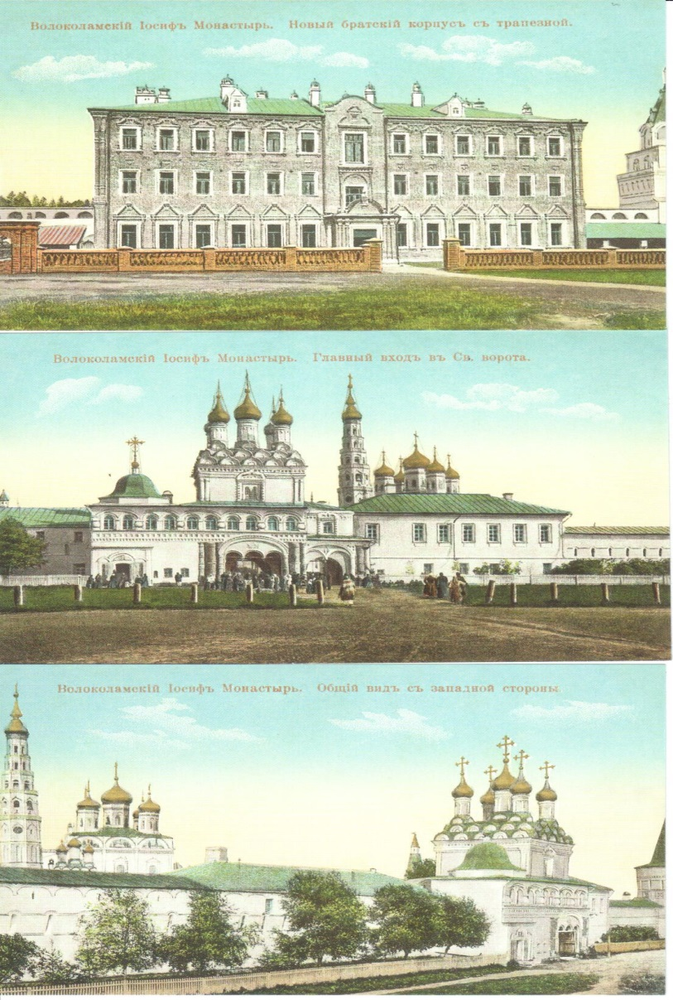 Волоколамскій Іосифъ Монастырь. Новый братскій корпусъ съ трапезной.
Волоколамскій Іосифъ Монастырь. Главный входъ въ Св. ворота.
Волоколамскій Іосифъ Монастырь. Общій видъ съ западной стороны.